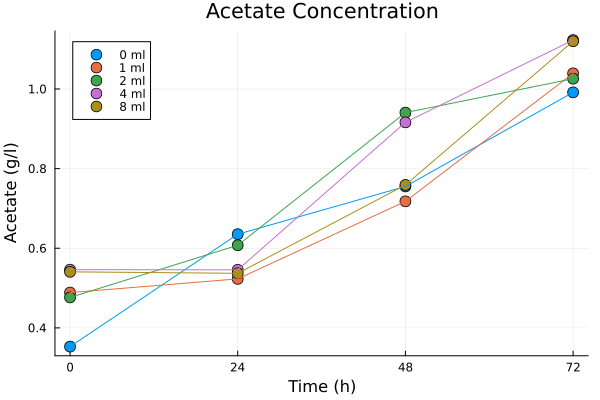 Acetate Concentration
0 ml
1 ml
2 ml
4 ml
8 ml
Acetate (g/l)
1.0
0.8
0.6
0.4
0
24
48
72
Time (h)